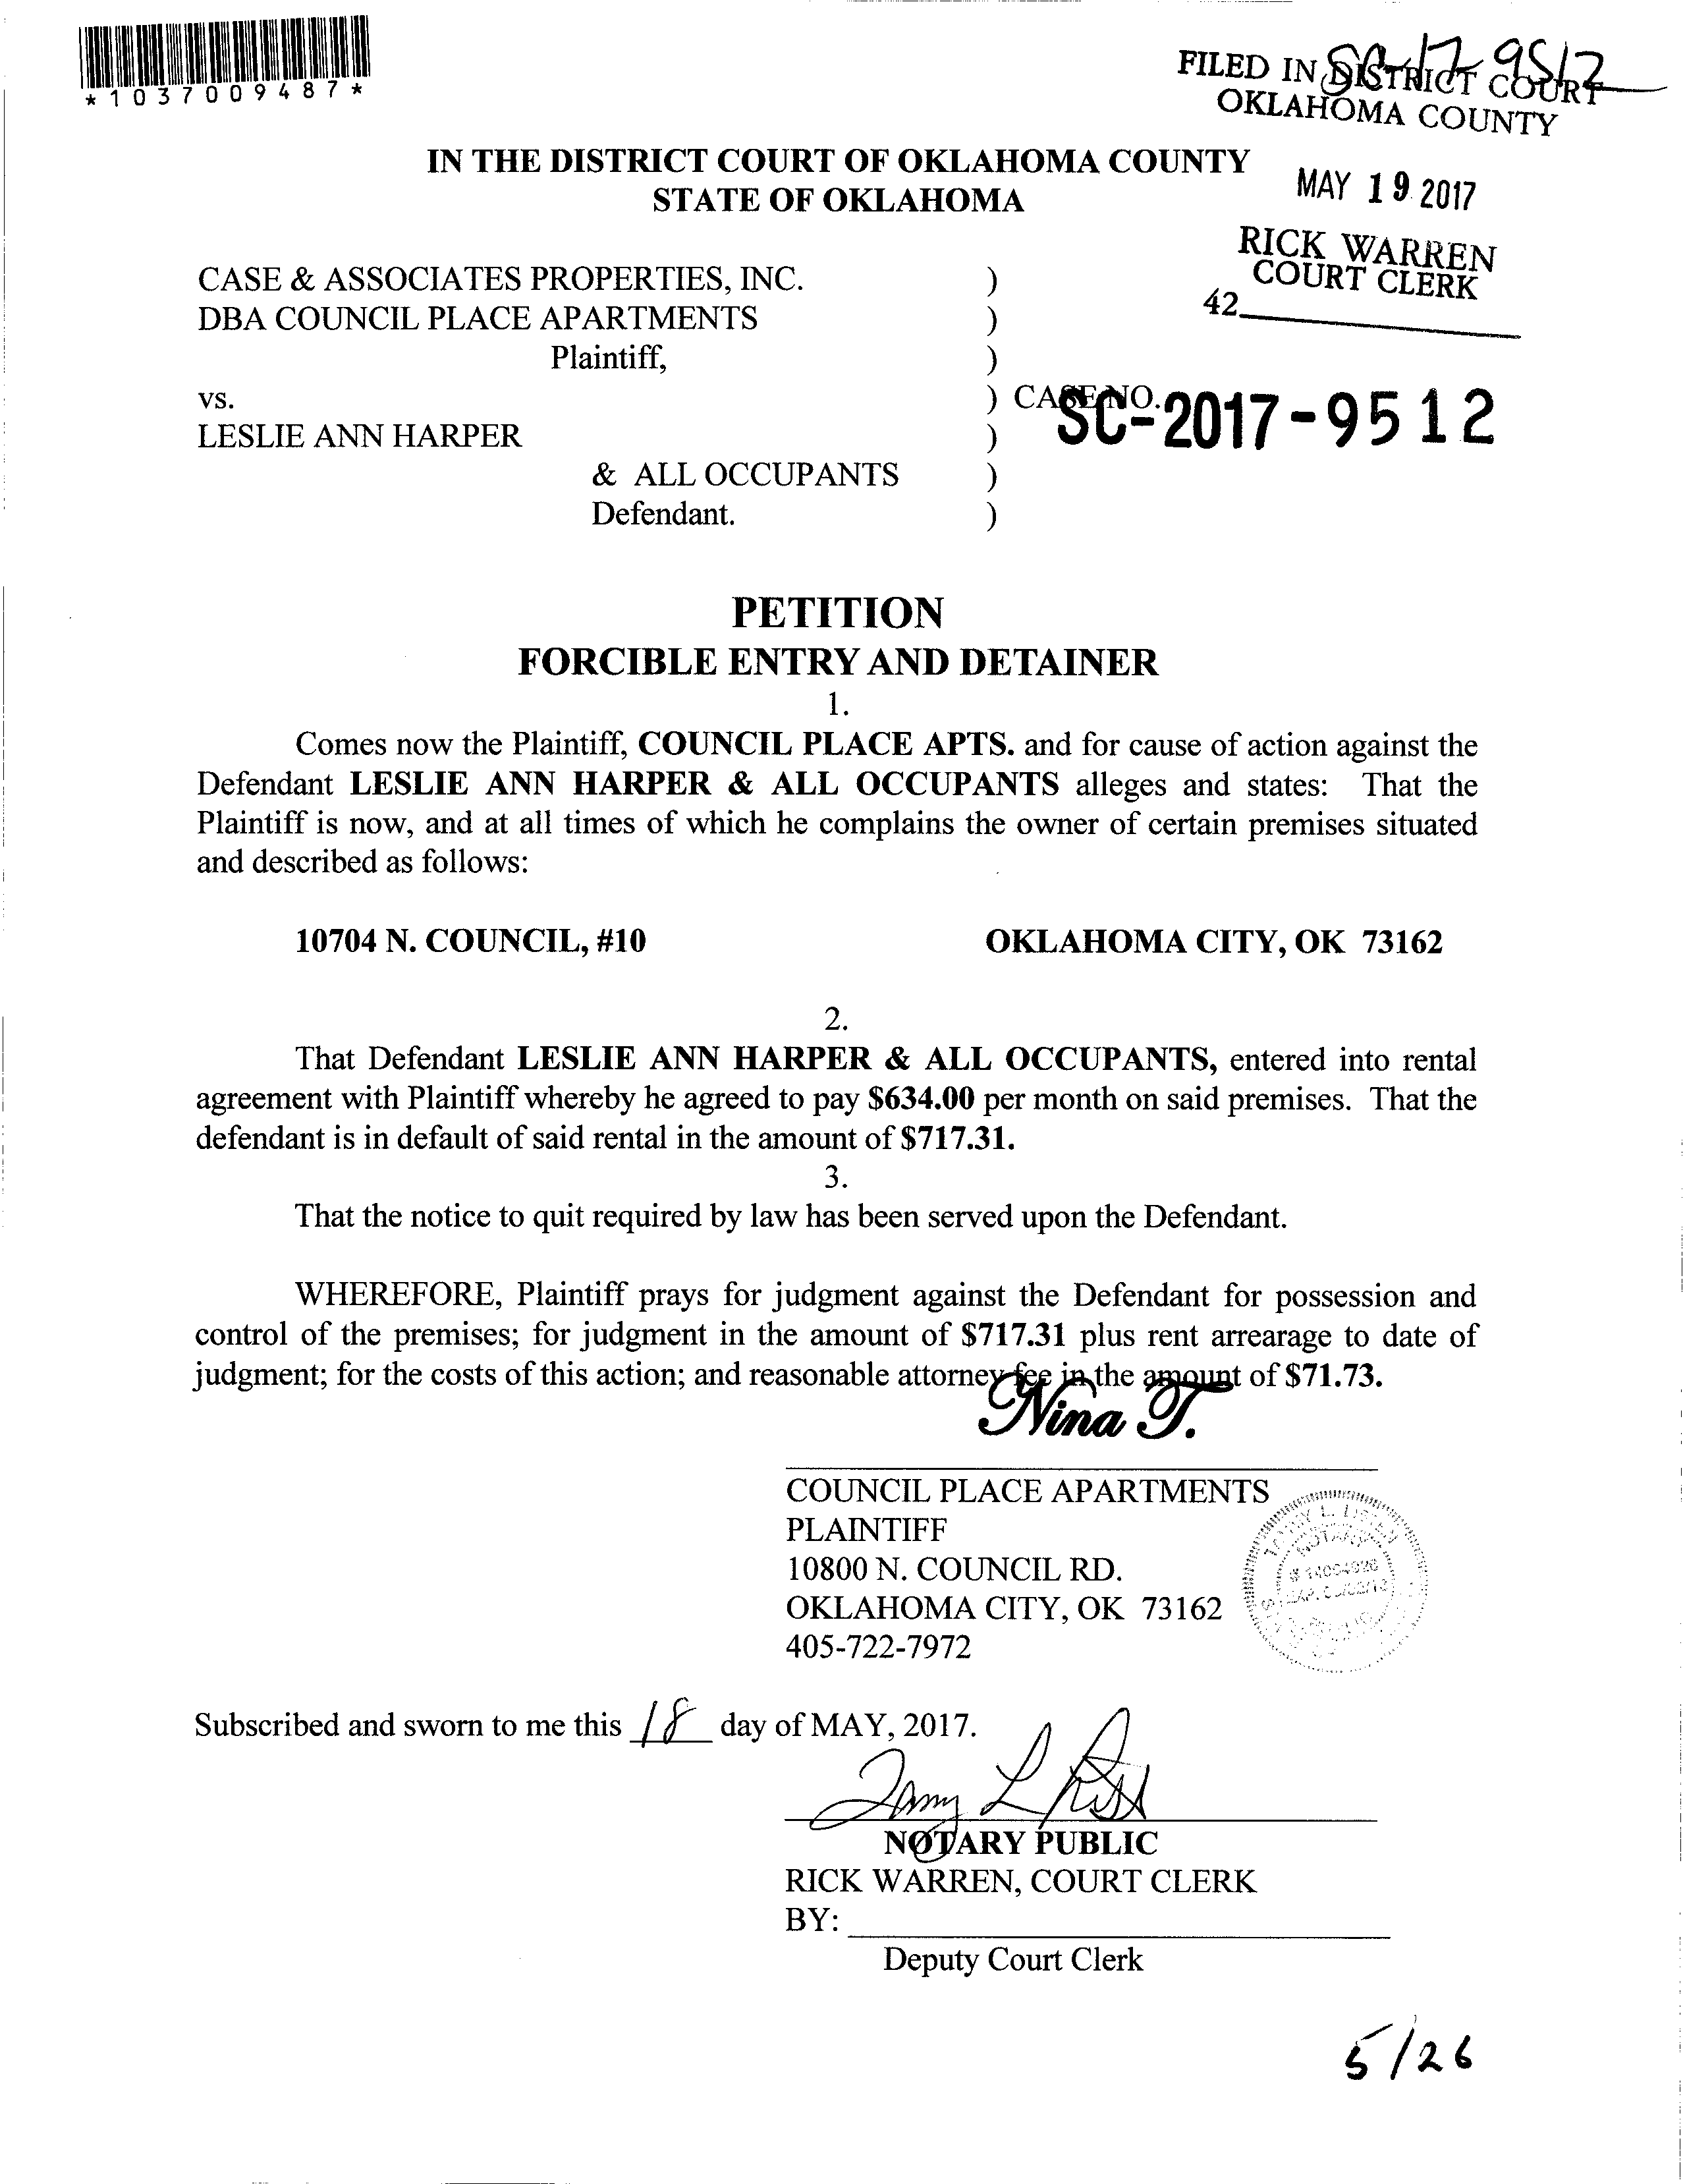 *1037009487*
SC-17-9512
FILED IN DISTRICT COURT
OKLAHOMA COUNTY
MAY 19 2017
RICK WARREN
COURT CLERK
42
IN THE DISTRICT COURT OF OKLAHOMA COUNTY
STATE OF OKLAHOMA
CASE & ASSOCIATES PROPERTIES, INC. )
DBA COUNCIL PLACE APARTMENTS )
Plaintiff, )
vs. ) CASE NO. SC-2017-9512
LESLIE ANN HARPER )
& ALL OCCUPANTS )
Defendant. )
PETITION
FORCIBLE ENTRY AND DETAINER
1.
Comes now the Plaintiff, COUNCIL PLACE APTS. and for cause of action against the
Defendant LESLIE ANN HARPER & ALL OCCUPANTS alleges and states: That the
Plaintiff is now, and at all times of which he complains the owner of certain premises situated
and described as follows:
10704 N. COUNCIL, #10 OKLAHOMA CITY, OK 73162
2.
That Defendant LESLIE ANN HARPER & ALL OCCUPANTS, entered into rental
agreement with Plaintiff whereby he agreed to pay $634.00 per month on said premises. That the
defendant is in default of said rental in the amount of $717.31.
3.
That the notice to quit required by law has been served upon the Defendant.
WHEREFORE, Plaintiff prays for judgment against the Defendant for possession and
control of the premises; for judgment in the amount of $717.31 plus rent arrearage to date of
judgment; for the costs of this action; and reasonable attorney fee in the amount of $71.73.
Nina T.
COUNCIL PLACE APARTMENTS
PLAINTIFF
10800 N. COUNCIL RD.
OKLAHOMA CITY, OK 73162
405-722-7972
Subscribed and sworn to me this 18 day of MAY, 2017.
NOTARY PUBLIC
RICK WARREN, COURT CLERK
BY:
Deputy Court Clerk
5/26